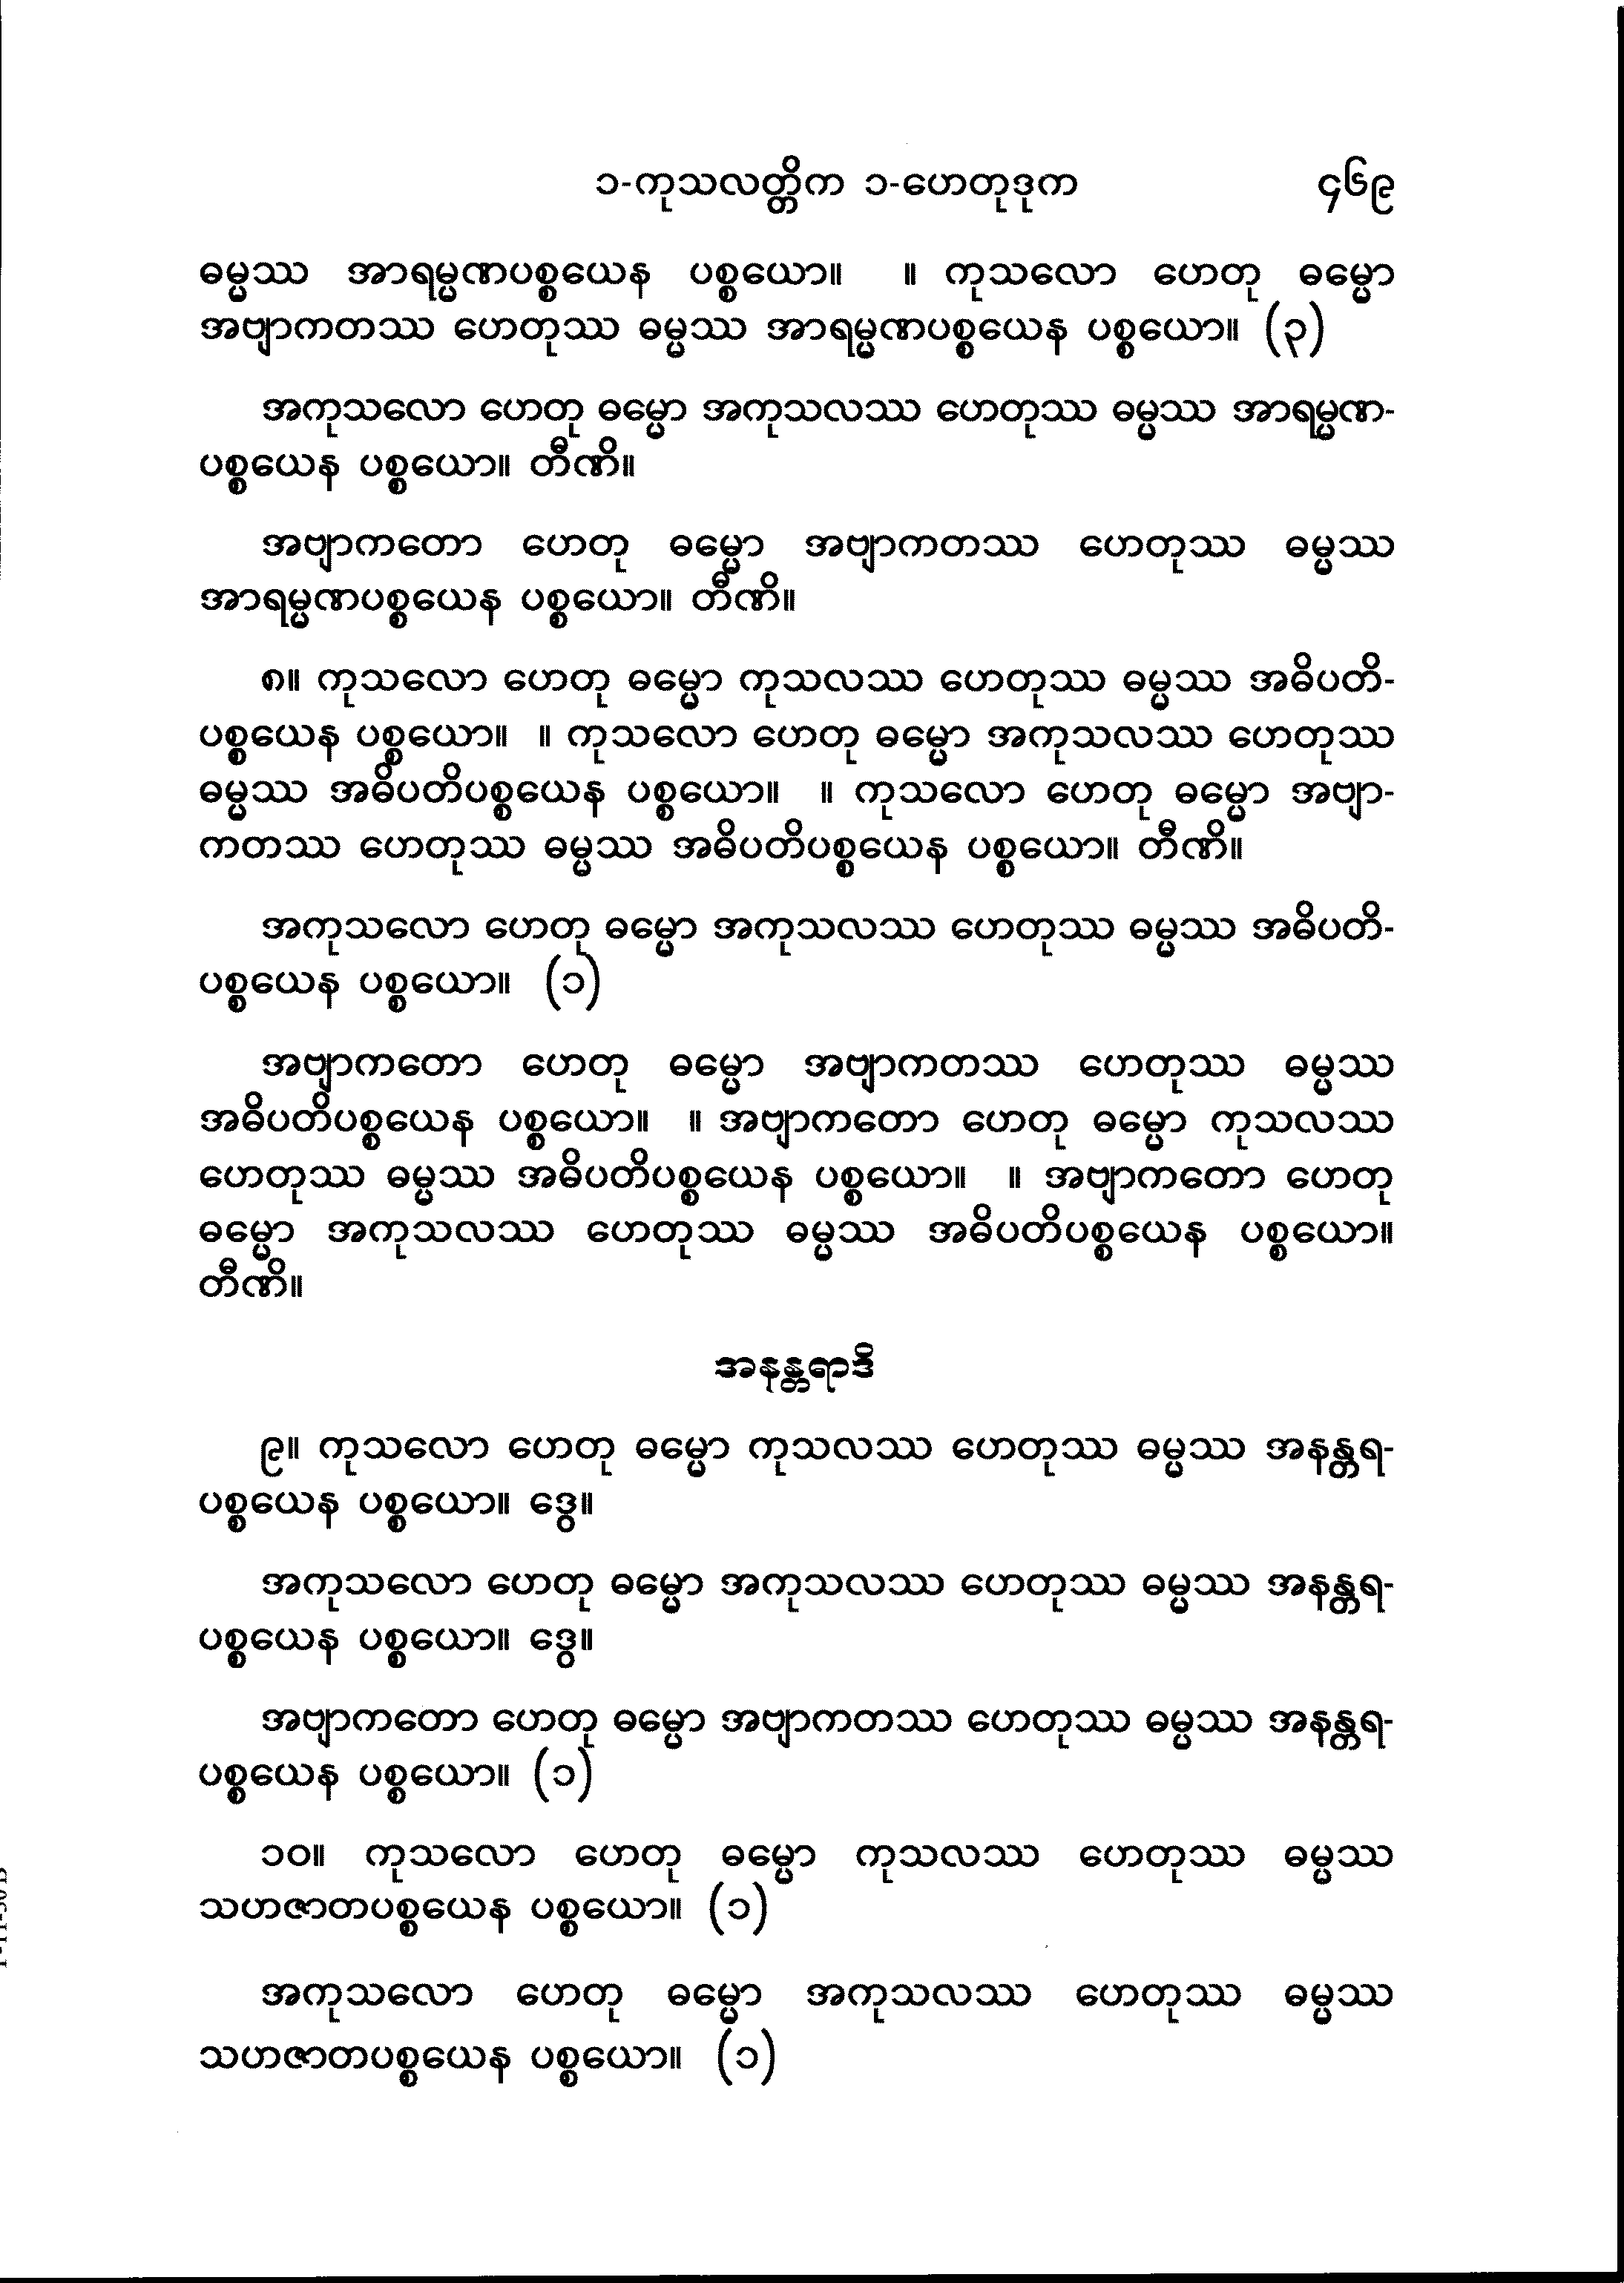 ၁-ကုသလတ္တိက ၁-ဟေတုဒုက ၄၆၉
ဓမ္မဿ အာရမ္မဏပစ္စယေန ပစ္စယော။ ။ ကုသလော ဟေတု ဓမ္မော
အဗျာကတဿ ဟေတုဿ ဓမ္မဿ အာရမ္မဏပစ္စယေန ပစ္စယော။ (၃)
အကုသလော ဟေတု ဓမ္မော အကုသလဿ ဟေတုဿ ဓမ္မဿ အာရမ္မဏ-
ပစ္စယေန ပစ္စယော။ တီဏိ။
အဗျာကတော ဟေတု ဓမ္မော အဗျာကတဿ ဟေတုဿ ဓမ္မဿ
အာရမ္မဏပစ္စယေန ပစ္စယော။ တီဏိ။
၈။ ကုသလော ဟေတု ဓမ္မော ကုသလဿ ဟေတုဿ ဓမ္မဿ အဓိပတိ-
ပစ္စယေန ပစ္စယော။ ။ ကုသလော ဟေတု ဓမ္မော အကုသလဿ ဟေတုဿ
ဓမ္မဿ အဓိပတိပစ္စယေန ပစ္စယော။ ။ ကုသလော ဟေတု ဓမ္မော အဗျာ-
ကတဿ ဟေတုဿ ဓမ္မဿ အဓိပတိပစ္စယေန ပစ္စယော။ တီဏိ။
အကုသလော ဟေတု ဓမ္မော အကုသလဿ ဟေတုဿ ဓမ္မဿ အဓိပတိ-
ပစ္စယေန ပစ္စယော။ (၁)
အဗျာကတော ဟေတု ဓမ္မော အဗျာကတဿ ဟေတုဿ ဓမ္မဿ
အဓိပတိပစ္စယေန ပစ္စယော။ ။ အဗျာကတော ဟေတု ဓမ္မော ကုသလဿ
ဟေတုဿ ဓမ္မဿ အဓိပတိပစ္စယေန ပစ္စယော။ ။ အဗျာကတော ဟေတု
ဓမ္မော အကုသလဿ ဟေတုဿ ဓမ္မဿ အဓိပတိပစ္စယေန ပစ္စယော။
တီဏိ။
အနန္တရာဒိ
၉။ ကုသလော ဟေတု ဓမ္မော ကုသလဿ ဟေတုဿ ဓမ္မဿ အနန္တရ-
ပစ္စယေန ပစ္စယော။ ဒွေ။
အကုသလော ဟေတု ဓမ္မော အကုသလဿ ဟေတုဿ ဓမ္မဿ အနန္တရ-
ပစ္စယေန ပစ္စယော။ ဒွေ။
အဗျာကတော ဟေတု ဓမ္မော အဗျာကတဿ ဟေတုဿ ဓမ္မဿ အနန္တရ-
ပစ္စယေန ပစ္စယော။ (၁)
၁၀။ ကုသလော ဟေတု ဓမ္မော ကုသလဿ ဟေတုဿ ဓမ္မဿ
သဟဇာတပစ္စယေန ပစ္စယော။ (၁)
အကုသလော ဟေတု ဓမ္မော အကုသလဿ ဟေတုဿ ဓမ္မဿ
သဟဇာတပစ္စယေန ပစ္စယော။ (၁)